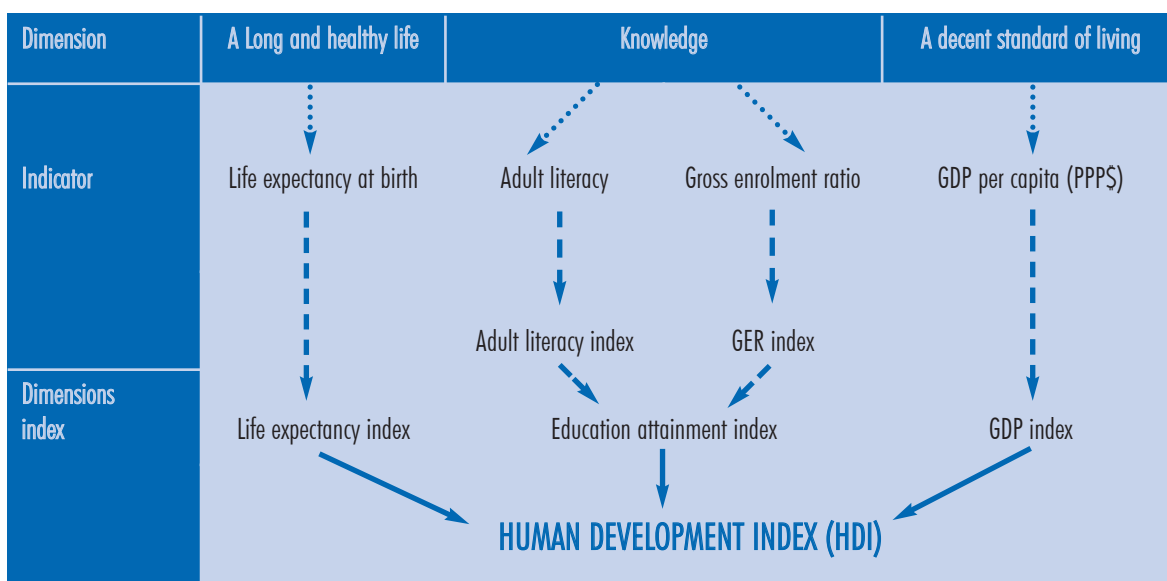 Dimension
A Long and healthy life
Knowledge
A decent standard of living
Indicator
Life expectancy at birth
Adult literacy
Gross enrolment ratio
GDP per capita (PPP$)
Adult literacy index
GER index
Dimensions
index
Life expectancy index
Education attainment index
GDP index
HUMAN DEVELOPMENT INDEX (HDI)